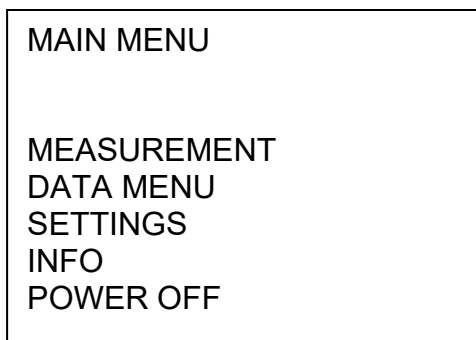 MAIN MENU
MEASUREMENT
DATA MENU
SETTINGS
INFO
POWER OFF